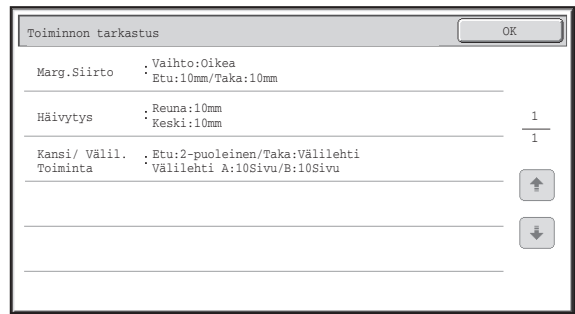 Toiminnon tarkastus
OK
Marg.Siirto : Vaihto:Oikea
Etu:10mm/Taka:10mm
Häivytys : Reuna:10mm
Keski:10mm
1
1
Kansi/ Välil. : Etu:2-puoleinen/Taka:Välilehti
Toiminta Välilehti A:10Sivu/B:10Sivu